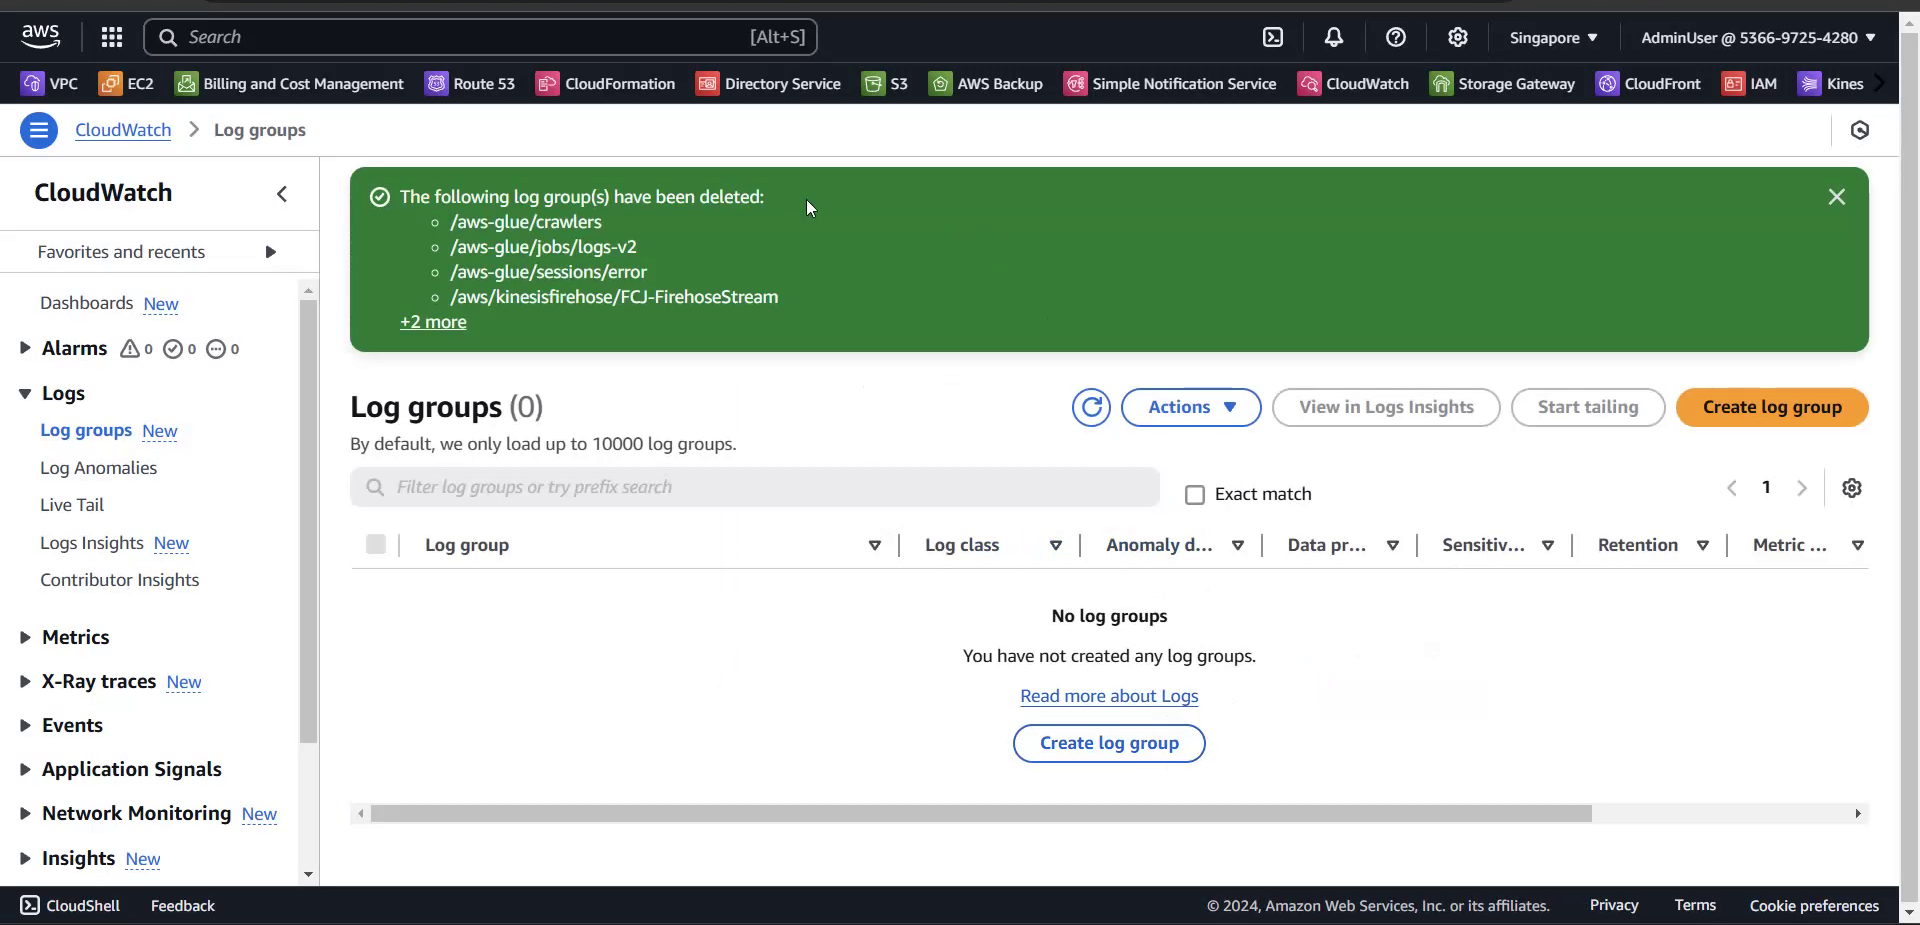 aws Search [Alt+S] Singapore AdminUser @ 5366-9725-4280
VPC EC2 Billing and Cost Management Route 53 CloudFormation Directory Service S3 AWS Backup Simple Notification Service CloudWatch Storage Gateway CloudFront IAM Kines
CloudWatch Log groups
CloudWatch
Favorites and recents
Dashboards New
Alarms 0 0 0
Logs
Log groups New
Log Anomalies
Live Tail
Logs Insights New
Contributor Insights
Metrics
X-Ray traces New
Events
Application Signals
Network Monitoring New
Insights New
The following log group(s) have been deleted:
/aws-glue/crawlers
/aws-glue/jobs/logs-v2
/aws-glue/sessions/error
/aws/kinesisfirehose/FCJ-FirehoseStream
+2 more
Log groups (0) Actions View in Logs Insights Start tailing Create log group
By default, we only load up to 10000 log groups.
Filter log groups or try prefix search Exact match 1
Log group Log class Anomaly d... Data pr... Sensitiv... Retention Metric ...
No log groups
You have not created any log groups.
Read more about Logs
Create log group
CloudShell Feedback © 2024, Amazon Web Services, Inc. or its affiliates. Privacy Terms Cookie preferences